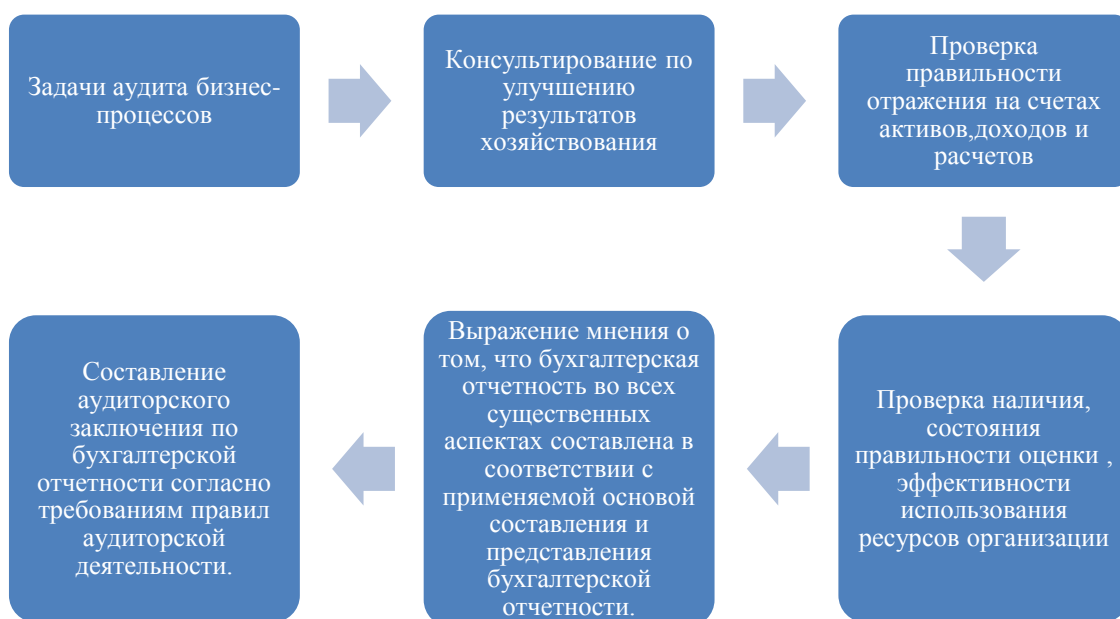 Задачи аудита бизнес-
процессов
Консультирование по
улучшению
результатов
хозяйствования
Проверка
правильности
отражения на счетах
активов,доходов и
расчетов
Проверка наличия,
состояния
правильности оценки ,
эффективности
использования
ресурсов организации
Выражение мнения о
том, что бухгалтерская
отчетность во всех
существенных
аспектах составлена в
соответствии с
применяемой основой
составления и
представления
бухгалтерской
отчетности.
Составление
аудиторского
заключения по
бухгалтерской
отчетности согласно
требованиям правил
аудиторской
деятельности.